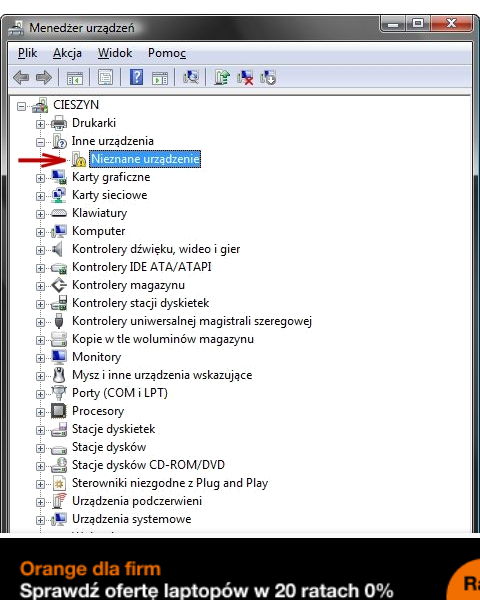 Menedżer urządzeń
Plik Akcja Widok Pomoc
CIESZYN
Drukarki
Inne urządzenia
Nieznane urządzenie
Karty graficzne
Karty sieciowe
Klawiatury
Komputer
Kontrolery dźwięku, wideo i gier
Kontrolery IDE ATA/ATAPI
Kontrolery magazynu
Kontrolery stacji dyskietek
Kontrolery uniwersalnej magistrali szeregowej
Kopie w tle woluminów magazynu
Monitory
Mysz i inne urządzenia wskazujące
Porty (COM i LPT)
Procesory
Stacje dyskietek
Stacje dysków
Stacje dysków CD-ROM/DVD
Sterowniki niezgodne z Plug and Play
Urządzenia podczerwieni
Urządzenia systemowe
Orange dla firm
Sprawdź ofertę laptopów w 20 ratach 0%